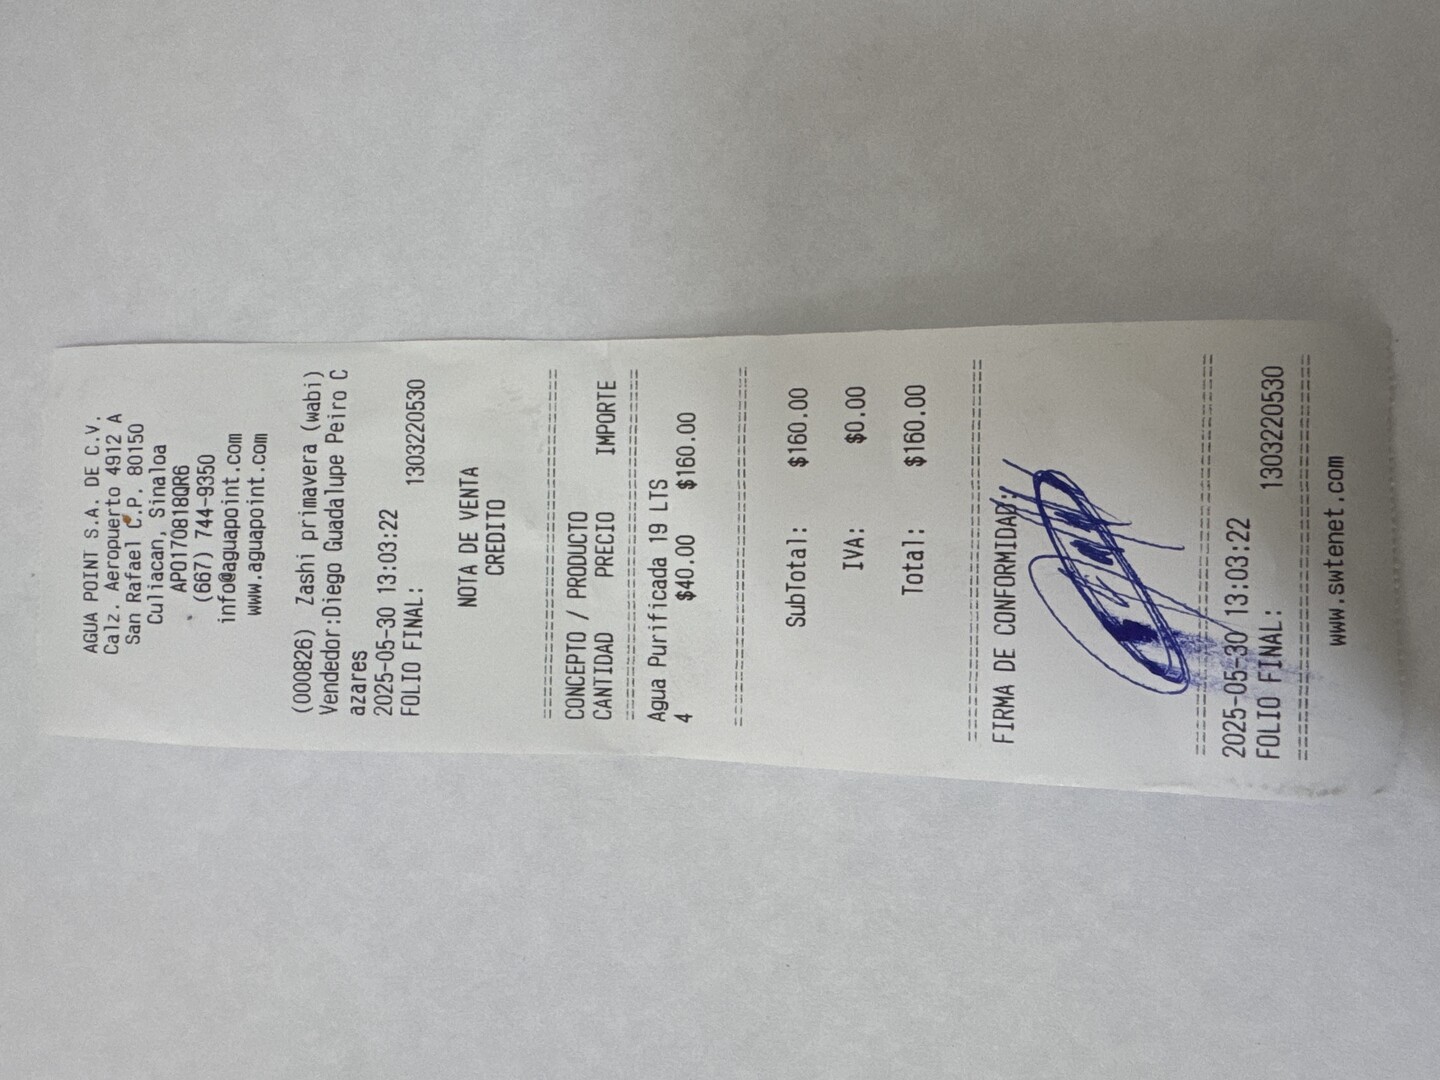 AGUA POINT S.A. DE C.V.
Calz. Aeropuerto 4912 A
San Rafael C.P. 80150
Culiacan, Sinaloa
APO170818QR6
(667) 744-9350
info@aguapoint.com
www.aguapoint.com
(000826) Zashi primavera (wabi)
Vendedor:Diego Guadalupe Peiro C
azares
2025-05-30 13:03:22
FOLIO FINAL: 1303220530
NOTA DE VENTA
CREDITO
================================
CONCEPTO / PRODUCTO
CANTIDAD PRECIO IMPORTE
================================
Agua Purificada 19 LTS
4 $40.00 $160.00
================================
SubTotal: $160.00
IVA: $0.00
Total: $160.00
================================
FIRMA DE CONFORMIDAD:
================================
2025-05-30 13:03:22
FOLIO FINAL: 1303220530
================================
www.swtenet.com